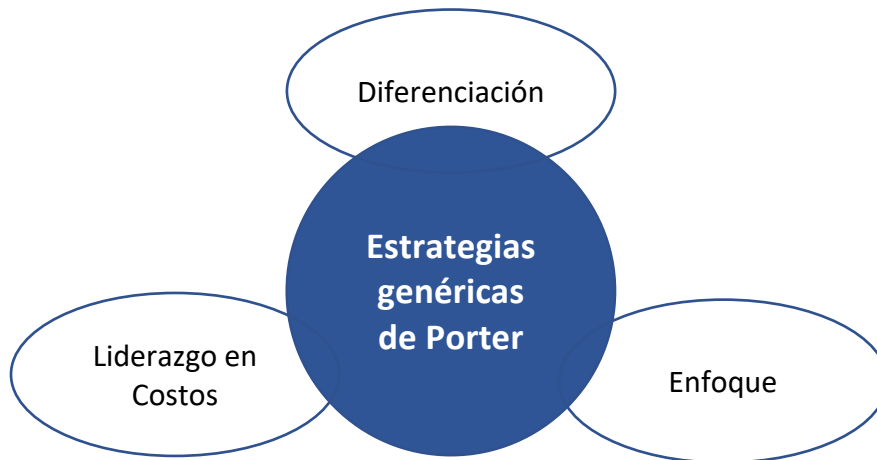 Diferenciación
Estrategias
genéricas
de Porter
Liderazgo en
Costos
Enfoque